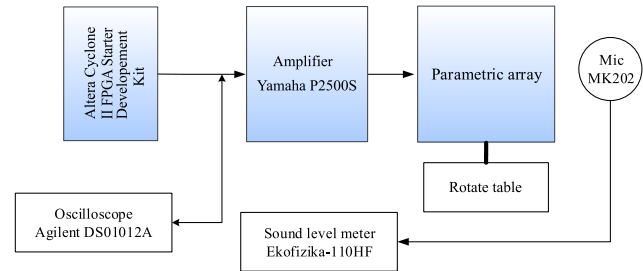 Altera Cyclone
II FPGA Starter
Developement
Kit
Amplifier
Yamaha P2500S
Parametric array
Mic
MK202
Rotate table
Oscilloscope
Agilent DS01012A
Sound level meter
Ekofizika-110HF